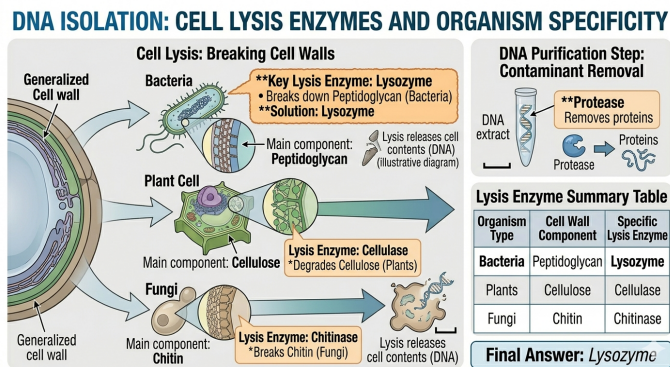 DNA ISOLATION: CELL LYSIS ENZYMES AND ORGANISM SPECIFICITY
Cell Lysis: Breaking Cell Walls
Generalized
Cell wall
Bacteria
**Key Lysis Enzyme: Lysozyme
• Breaks down Peptidoglycan (Bacteria)
**Solution: Lysozyme
Main component:
Peptidoglycan
Lysis releases cell
contents (DNA)
(illustrative diagram)
Plant Cell
Main component: Cellulose
Lysis Enzyme: Cellulase
*Degrades Cellulose (Plants)
Fungi
Main component:
Chitin
Lysis Enzyme: Chitinase
*Breaks Chitin (Fungi)
Lysis releases
cell contents (DNA)
Generalized
cell wall
DNA Purification Step:
Contaminant Removal
DNA
extract
**Protease
Removes proteins
Protease
Proteins
Lysis Enzyme Summary Table
Organism Type Cell Wall Component Specific Lysis Enzyme
Bacteria Peptidoglycan Lysozyme
Plants Cellulose Cellulase
Fungi Chitin Chitinase
Final Answer: Lysozyme